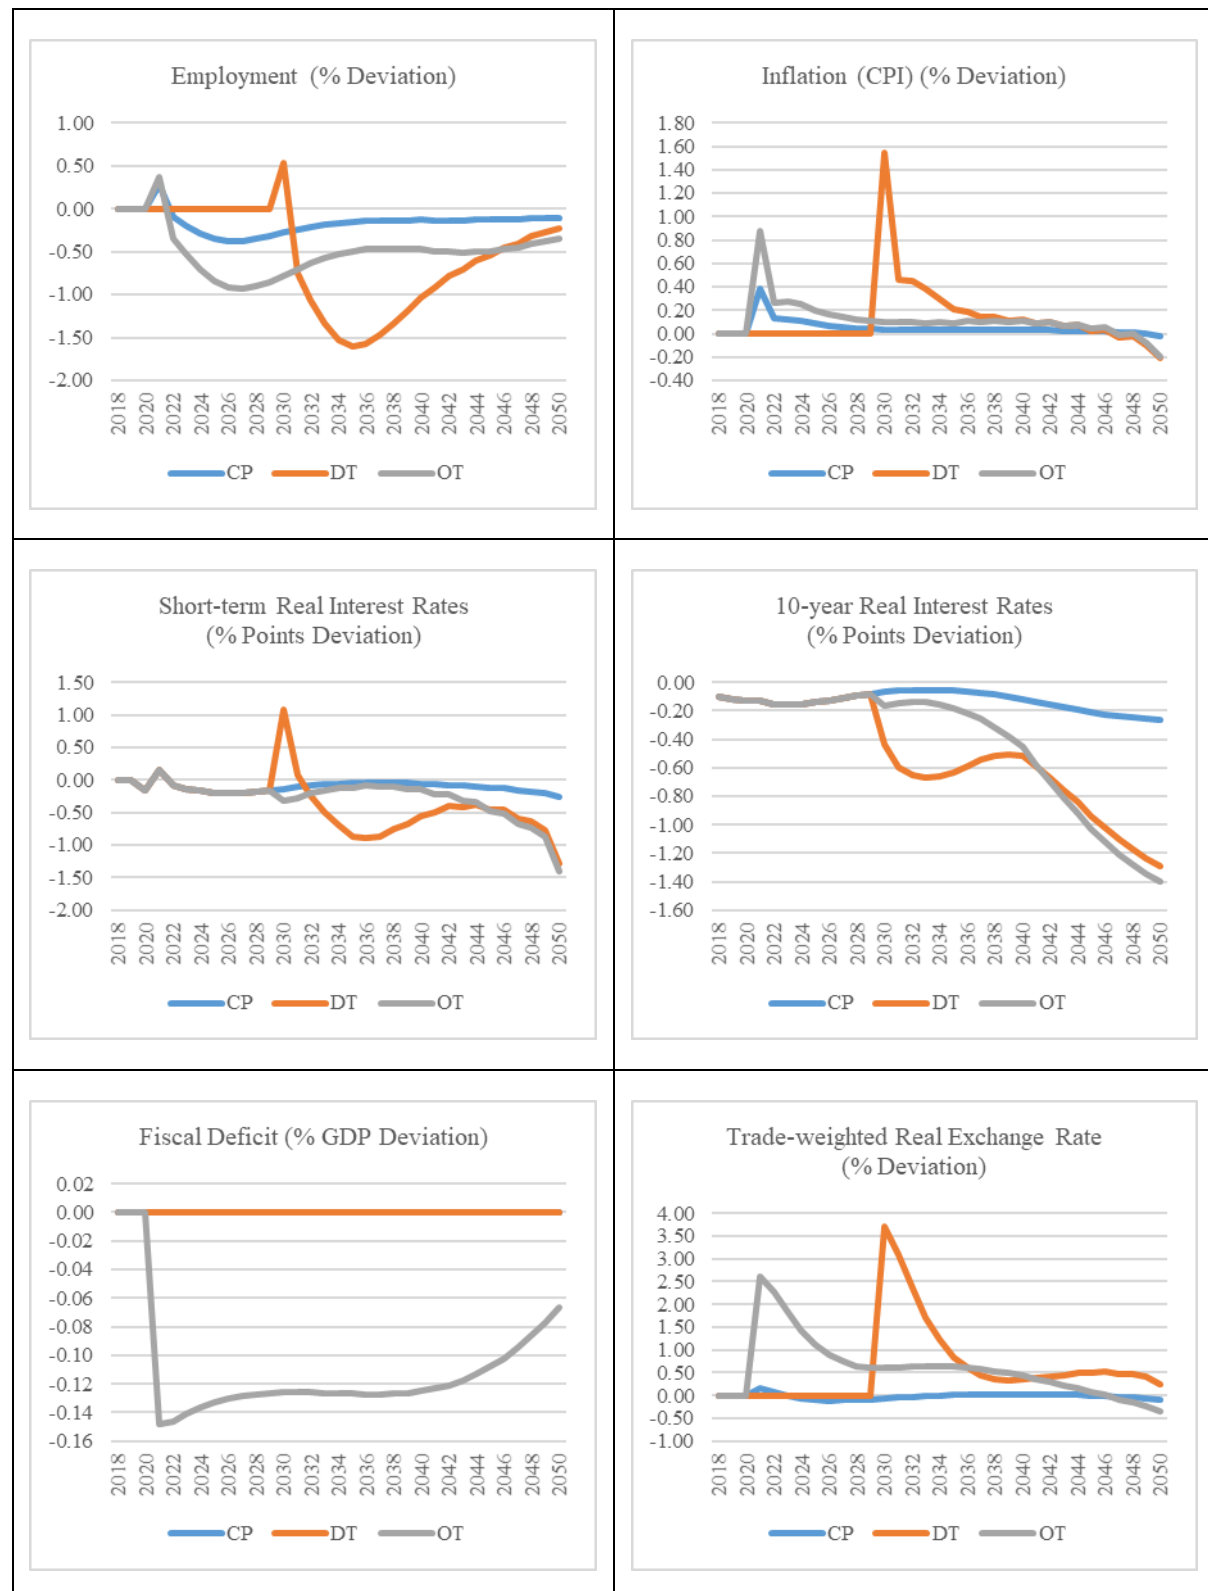 Employment (% Deviation)
1.00
0.50
0.00
-0.50
-1.00
-1.50
-2.00
2018 2020 2022 2024 2026 2028 2030 2032 2034 2036 2038 2040 2042 2044 2046 2048 2050
CP DT OT
Inflation (CPI) (% Deviation)
1.80
1.60
1.40
1.20
1.00
0.80
0.60
0.40
0.20
0.00
-0.20
-0.40
2018 2020 2022 2024 2026 2028 2030 2032 2034 2036 2038 2040 2042 2044 2046 2048 2050
CP DT OT
Short-term Real Interest Rates
(% Points Deviation)
1.50
1.00
0.50
0.00
-0.50
-1.00
-1.50
-2.00
2018 2020 2022 2024 2026 2028 2030 2032 2034 2036 2038 2040 2042 2044 2046 2048 2050
CP DT OT
10-year Real Interest Rates
(% Points Deviation)
0.00
-0.20
-0.40
-0.60
-0.80
-1.00
-1.20
-1.40
-1.60
2018 2020 2022 2024 2026 2028 2030 2032 2034 2036 2038 2040 2042 2044 2046 2048 2050
CP DT OT
Fiscal Deficit (% GDP Deviation)
0.02
0.00
-0.02
-0.04
-0.06
-0.08
-0.10
-0.12
-0.14
-0.16
2018 2020 2022 2024 2026 2028 2030 2032 2034 2036 2038 2040 2042 2044 2046 2048 2050
CP DT OT
Trade-weighted Real Exchange Rate
(% Deviation)
4.00
3.50
3.00
2.50
2.00
1.50
1.00
0.50
0.00
-0.50
-1.00
2018 2020 2022 2024 2026 2028 2030 2032 2034 2036 2038 2040 2042 2044 2046 2048 2050
CP DT OT